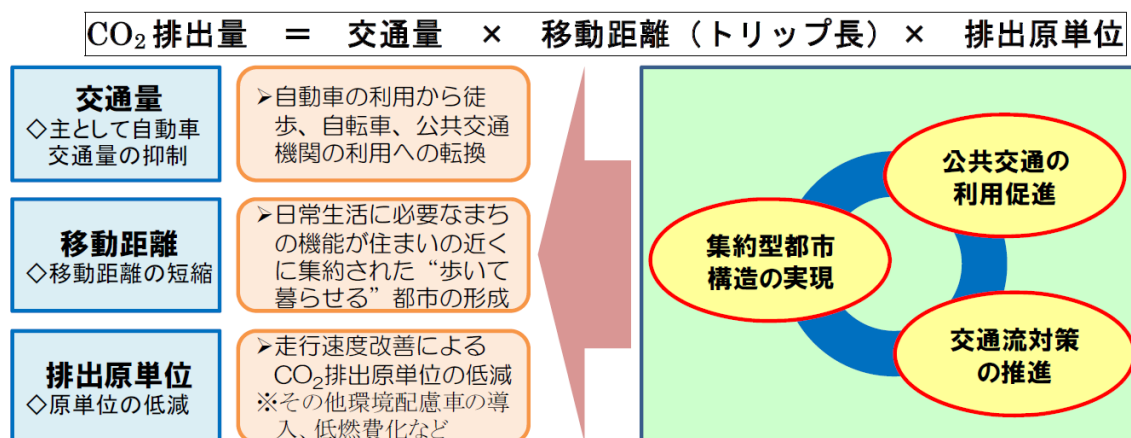 CO₂排出量 ＝ 交通量 × 移動距離（トリップ長）× 排出原単位
交通量
◇主として自動車
交通量の抑制
➢自動車の利用から徒
歩、自転車、公共交通
機関の利用への転換
移動距離
◇移動距離の短縮
➢日常生活に必要なまち
の機能が住まいの近く
に集約された“歩いて
暮らせる”都市の形成
排出原単位
◇原単位の低減
➢走行速度改善による
CO₂排出原単位の低減
※その他環境配慮車の導
入、低燃費化など
公共交通の
利用促進
集約型都市
構造の実現
交通流対策
の推進